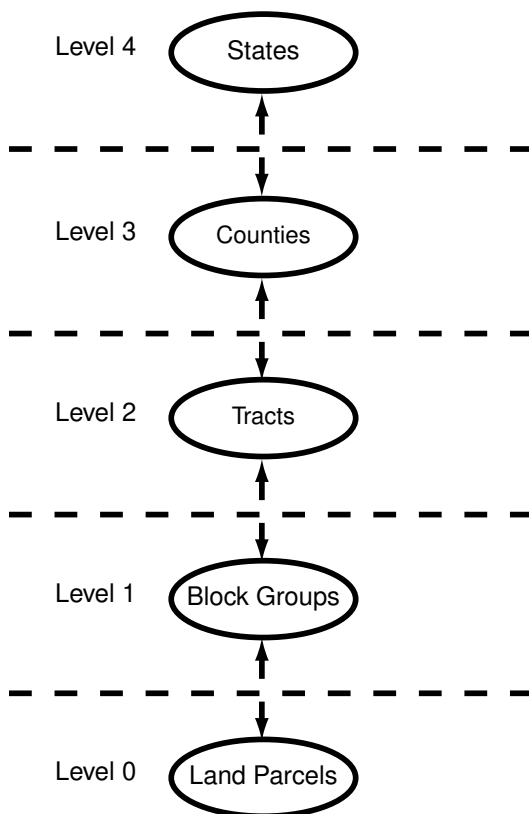 Level 4 States
Level 3 Counties
Level 2 Tracts
Level 1 Block Groups
Level 0 Land Parcels